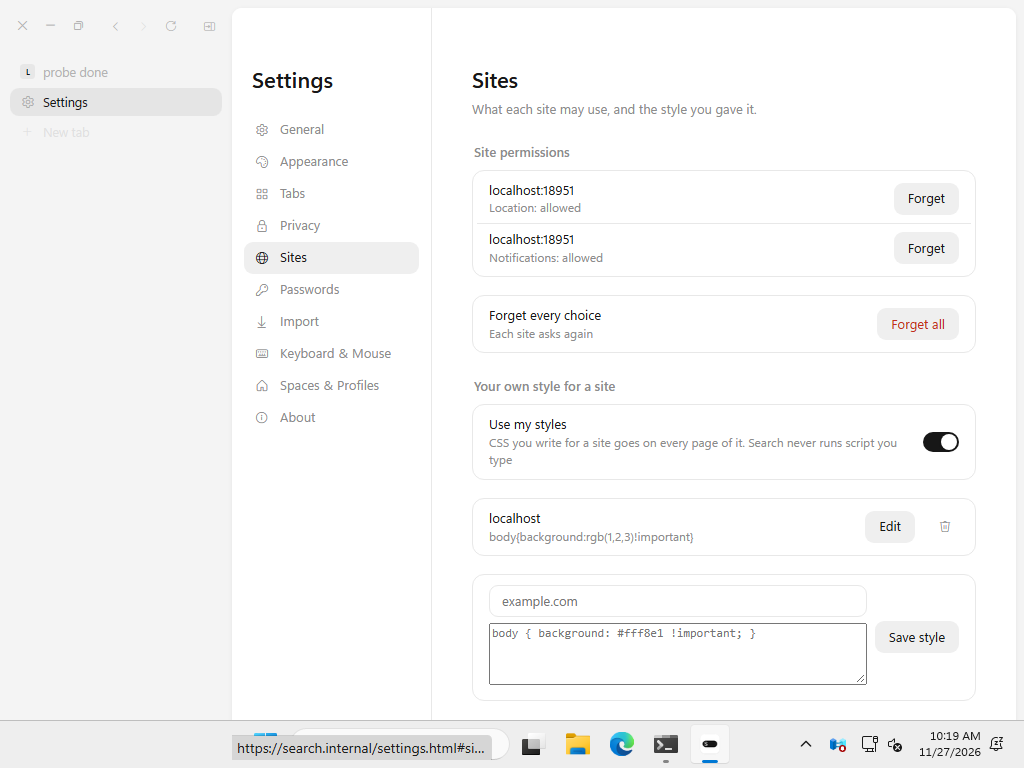 L probe done
Settings
+ New tab
Settings
General
Appearance
Tabs
Privacy
Sites
Passwords
Import
Keyboard & Mouse
Spaces & Profiles
About
Sites
What each site may use, and the style you gave it.
Site permissions
localhost:18951
Location: allowed
Forget
localhost:18951
Notifications: allowed
Forget
Forget every choice
Each site asks again
Forget all
Your own style for a site
Use my styles
CSS you write for a site goes on every page of it. Search never runs script you
type
localhost
body{background:rgb(1,2,3)!important}
Edit
example.com
body { background: #fff8e1 !important; }
Save style
https://search.internal/settings.html#si...
10:19 AM
11/27/2026